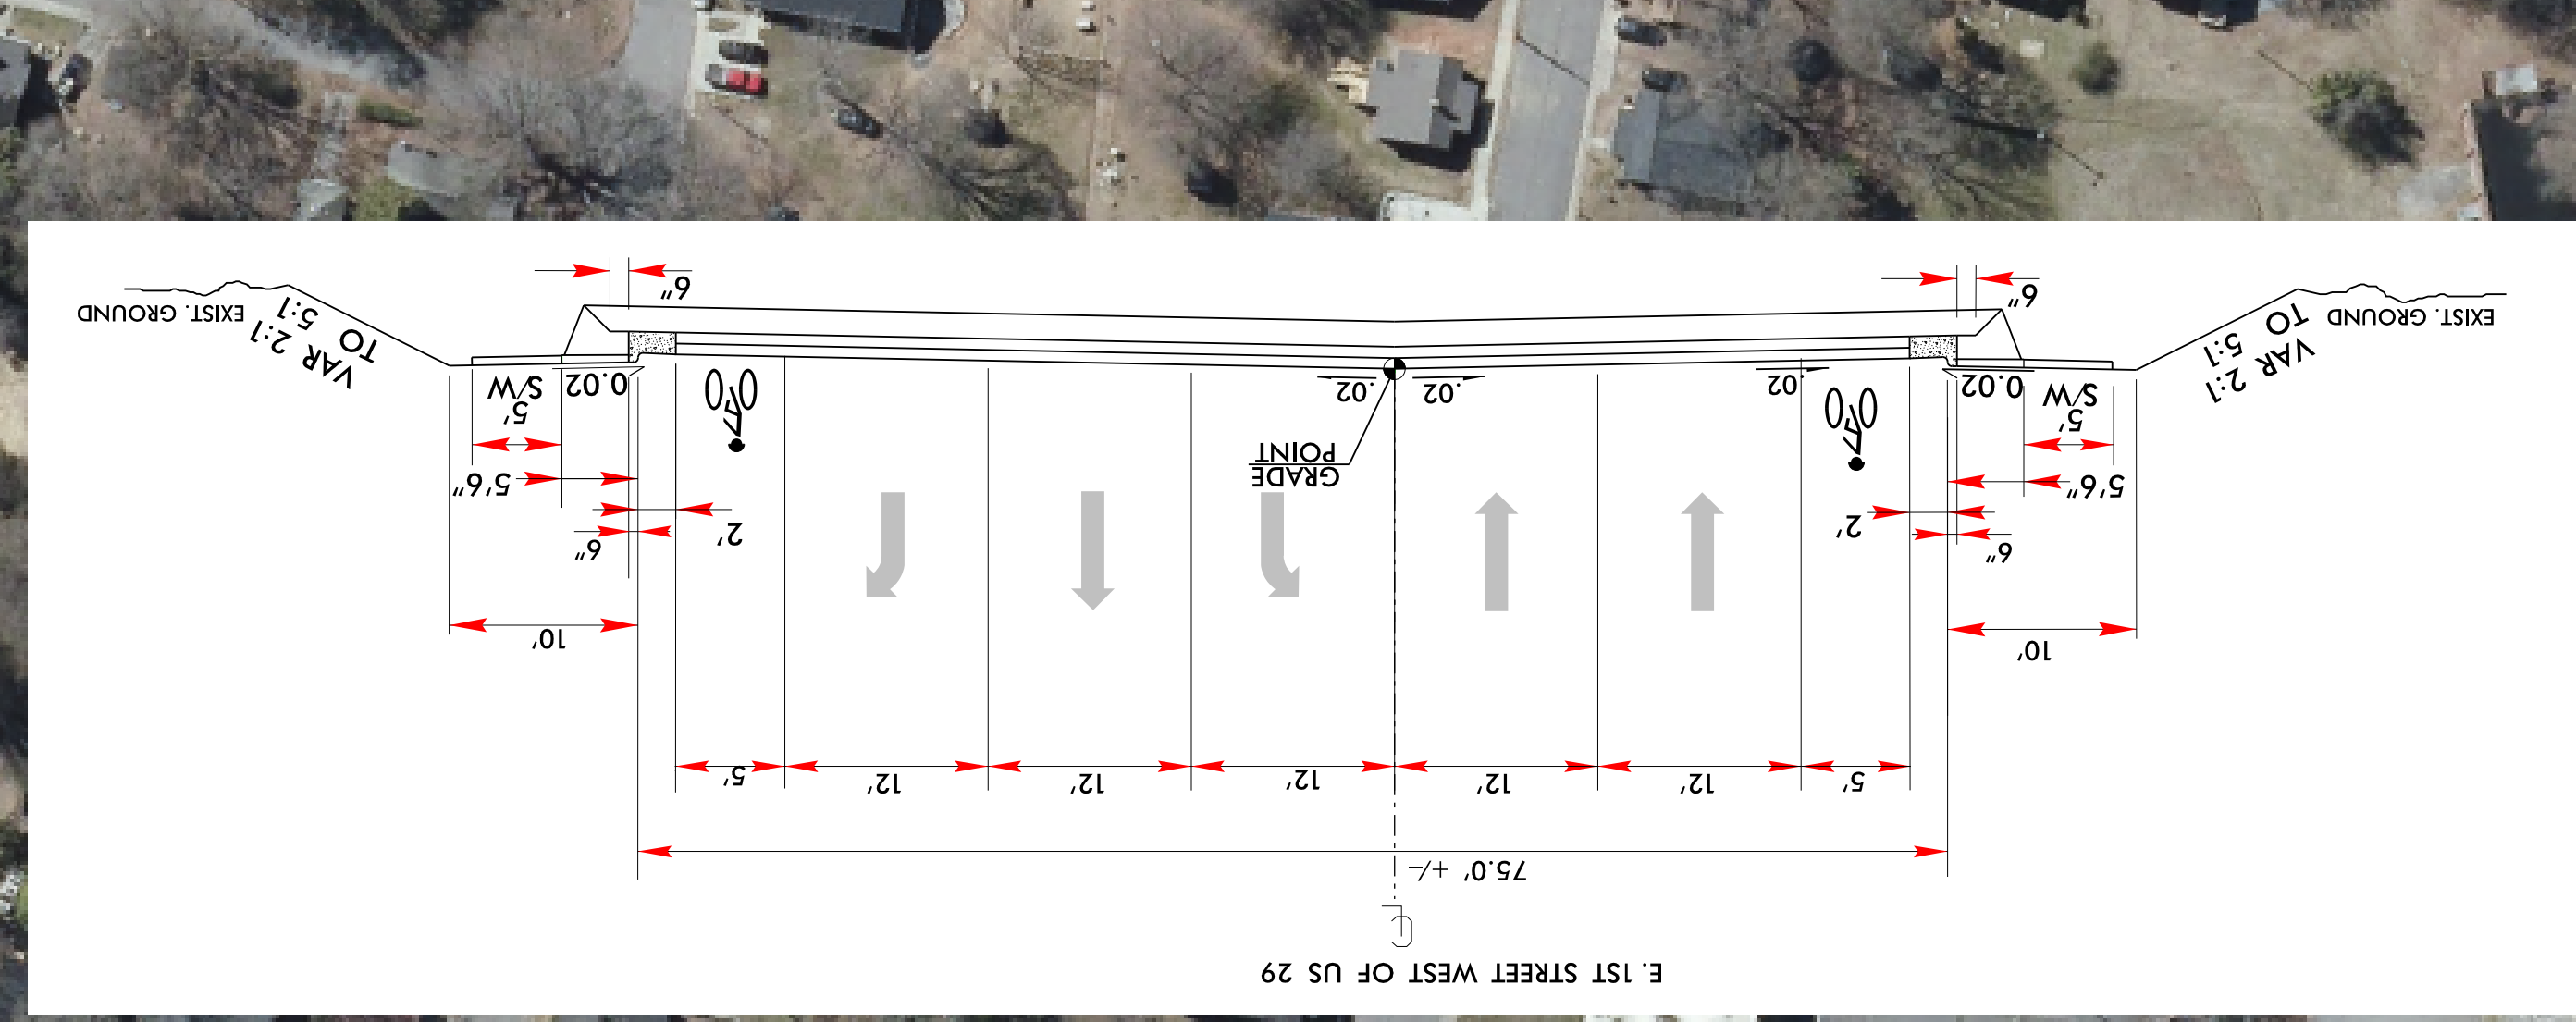 E. 1ST STREET WEST OF US 29
CL
75.0' +/-
5'
12'
12'
12'
12'
12'
5'
10'
10'
6"
2'
2'
6"
5'6"
5'6"
GRADE
POINT
5'
S/W
5'
S/W
0.02
.02
.02
.02
0.02
VAR 2:1
TO
5:1
VAR 2:1
TO
5:1
EXIST. GROUND
EXIST. GROUND
6"
6"